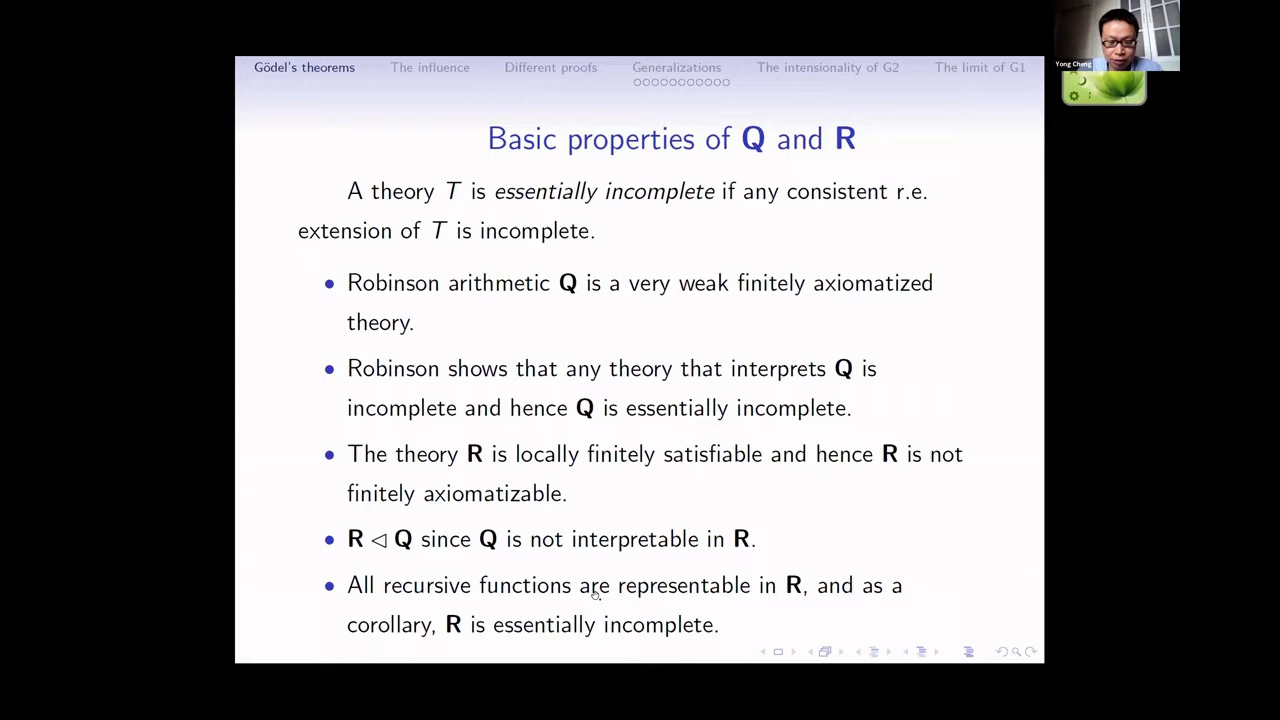 Yong Cheng
Gödel's theorems The influence Different proofs Generalizations The intensionality of G2 The limit of G1
Basic properties of Q and R
A theory T is essentially incomplete if any consistent r.e.
extension of T is incomplete.
• Robinson arithmetic Q is a very weak finitely axiomatized
theory.
• Robinson shows that any theory that interprets Q is
incomplete and hence Q is essentially incomplete.
• The theory R is locally finitely satisfiable and hence R is not
finitely axiomatizable.
• R ◁ Q since Q is not interpretable in R.
• All recursive functions are representable in R, and as a
corollary, R is essentially incomplete.